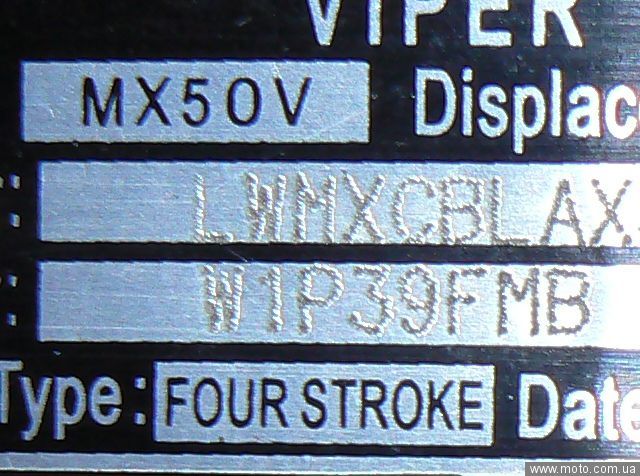 VIPER
MX50V Displac
: LWMXCBLAX
: W1P39FMB
Type: FOUR STROKE Date
www.moto.com.ua